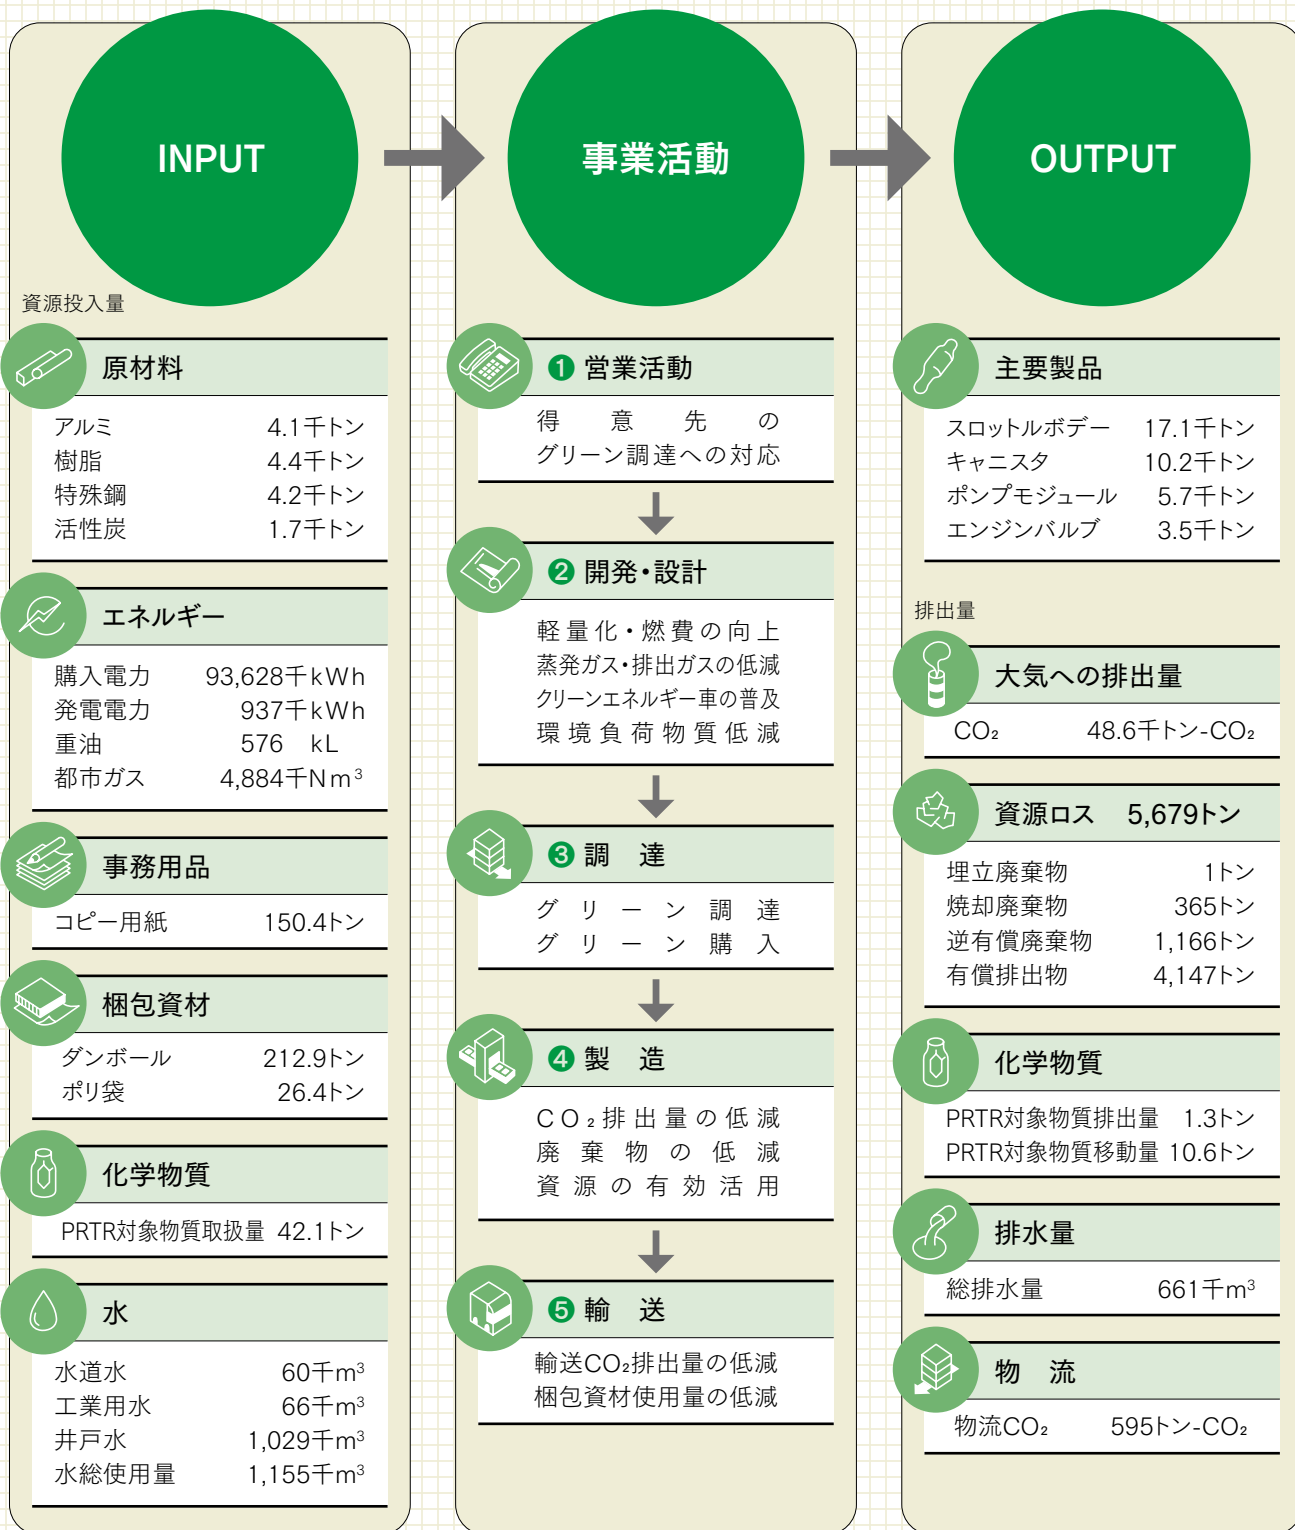 INPUT
資源投入量
原材料
アルミ 4.1千トン
樹脂 4.4千トン
特殊鋼 4.2千トン
活性炭 1.7千トン
エネルギー
購入電力 93,628千kWh
発電電力 937千kWh
重油 576 kL
都市ガス 4,884千Nm³
事務用品
コピー用紙 150.4トン
梱包資材
ダンボール 212.9トン
ポリ袋 26.4トン
化学物質
PRTR対象物質取扱量 42.1トン
水
水道水 60千m³
工業用水 66千m³
井戸水 1,029千m³
水総使用量 1,155千m³
事業活動
❶ 営業活動
得意先の
グリーン調達への対応
❷ 開発・設計
軽量化・燃費の向上
蒸発ガス・排出ガスの低減
クリーンエネルギー車の普及
環境負荷物質低減
❸ 調 達
グリーン調達
グリーン購入
❹ 製 造
CO₂排出量の低減
廃棄物の低減
資源の有効活用
❺ 輸 送
輸送CO₂排出量の低減
梱包資材使用量の低減
OUTPUT
主要製品
スロットルボデー 17.1千トン
キャニスタ 10.2千トン
ポンプモジュール 5.7千トン
エンジンバルブ 3.5千トン
排出量
大気への排出量
CO₂ 48.6千トン-CO₂
資源ロス 5,679トン
埋立廃棄物 1トン
焼却廃棄物 365トン
逆有償廃棄物 1,166トン
有償排出物 4,147トン
化学物質
PRTR対象物質排出量 1.3トン
PRTR対象物質移動量 10.6トン
排水量
総排水量 661千m³
物 流
物流CO₂ 595トン-CO₂